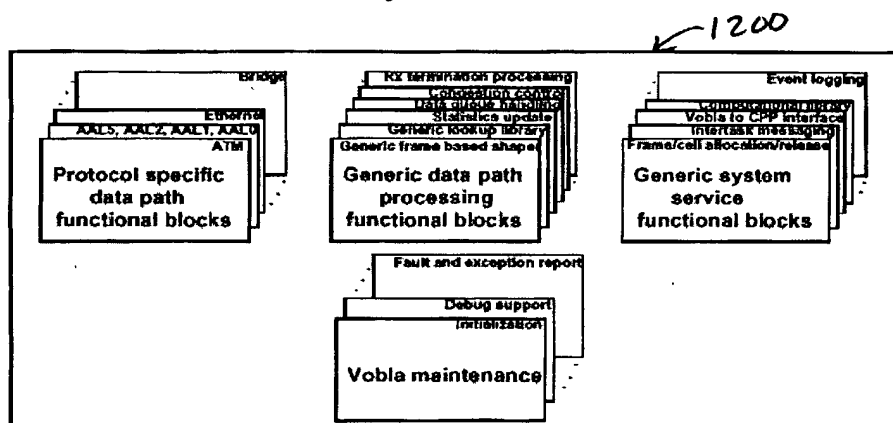 1200
Bridge
Ethernet
AAL5, AAL2, AAL1, AAL0
ATM
Protocol specific
data path
functional blocks
Rx termination processing
Congestion control
Data queue handling
Statistics update
Generic lookup library
Generic frame based shaper
Generic data path
processing
functional blocks
Event logging
Computational library
Vobla to CPP interface
Intertask messaging
Frame/cell allocation/release
Generic system
service
functional blocks
Fault and exception report
Debug support
Initialization
Vobla maintenance